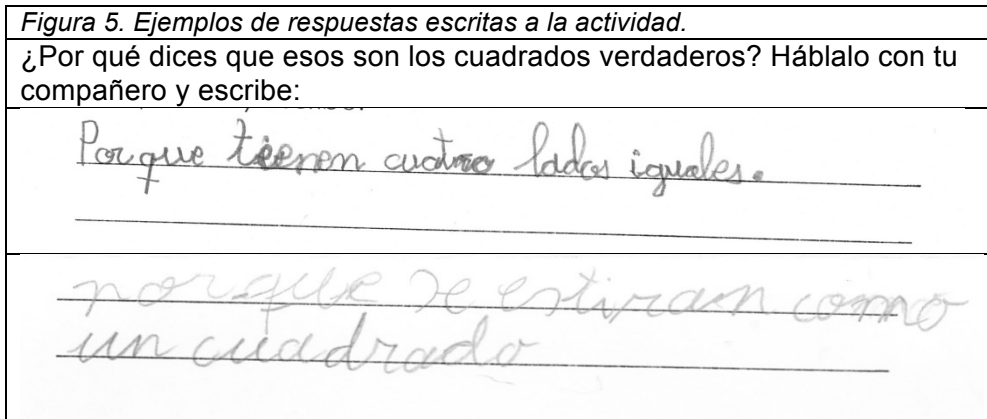 Figura 5. Ejemplos de respuestas escritas a la actividad.
¿Por qué dices que esos son los cuadrados verdaderos? Háblalo con tu
compañero y escribe:
Porque tienen cuatro lados iguales.
porque se estiran como
un cuadrado